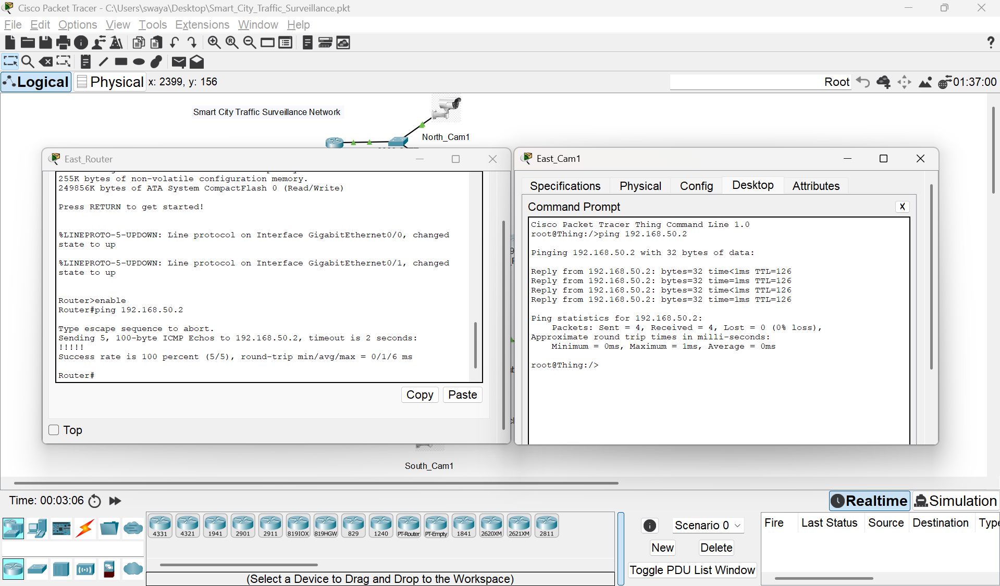 Cisco Packet Tracer - C:\Users\swaya\Desktop\Smart_City_Traffic_Surveillance.pkt
File Edit Options View Tools Extensions Window Help
?
Logical Physical x: 2399, y: 156 Root 01:37:00
Smart City Traffic Surveillance Network
North_Cam1
East_Router
255K bytes of non-volatile configuration memory.
249856K bytes of ATA System CompactFlash 0 (Read/Write)
Press RETURN to get started!
%LINEPROTO-5-UPDOWN: Line protocol on Interface GigabitEthernet0/0, changed
state to up
%LINEPROTO-5-UPDOWN: Line protocol on Interface GigabitEthernet0/1, changed
state to up
Router>enable
Router#ping 192.168.50.2
Type escape sequence to abort.
Sending 5, 100-byte ICMP Echos to 192.168.50.2, timeout is 2 seconds:
!!!!!
Success rate is 100 percent (5/5), round-trip min/avg/max = 0/1/6 ms
Router#
Copy Paste
Top
East_Cam1
Specifications Physical Config Desktop Attributes
Command Prompt
X
Cisco Packet Tracer Thing Command Line 1.0
root@Thing:/>ping 192.168.50.2
Pinging 192.168.50.2 with 32 bytes of data:
Reply from 192.168.50.2: bytes=32 time<1ms TTL=126
Reply from 192.168.50.2: bytes=32 time=1ms TTL=126
Reply from 192.168.50.2: bytes=32 time<1ms TTL=126
Reply from 192.168.50.2: bytes=32 time=1ms TTL=126
Ping statistics for 192.168.50.2:
Packets: Sent = 4, Received = 4, Lost = 0 (0% loss),
Approximate round trip times in milli-seconds:
Minimum = 0ms, Maximum = 1ms, Average = 0ms
root@Thing:/>
South_Cam1
Time: 00:03:06 Realtime Simulation
4331 4321 1941 2901 2911 819IOX 819HGW 829 1240 PT-Router PT-Empty 1841 2620XM 2621XM 2811
(Select a Device to Drag and Drop to the Workspace)
Scenario 0
New Delete
Toggle PDU List Window
Fire Last Status Source Destination Type